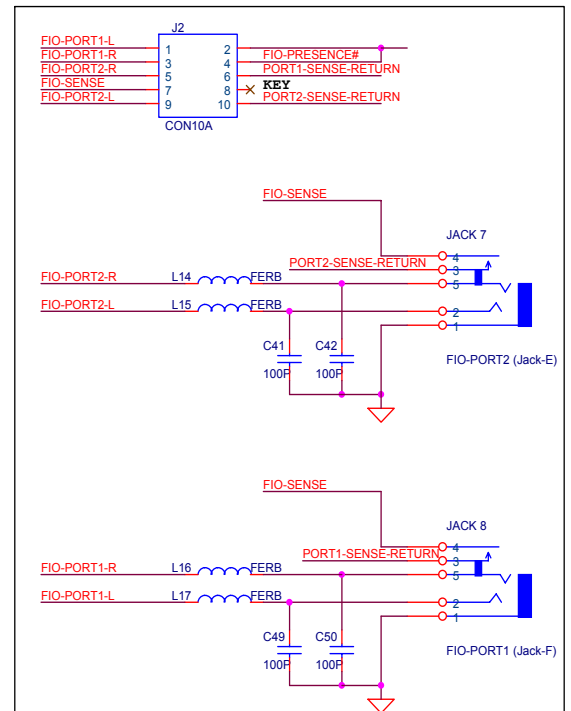 J2
FIO-PORT1-L 1 2
FIO-PORT1-R 3 4 FIO-PRESENCE#
FIO-PORT2-R 5 6 PORT1-SENSE-RETURN
FIO-SENSE 7 8 KEY
FIO-PORT2-L 9 10 PORT2-SENSE-RETURN
CON10A
FIO-SENSE
JACK 7
4
PORT2-SENSE-RETURN 3
FIO-PORT2-R L14 FERB 5
FIO-PORT2-L L15 FERB 2
1
C41 C42
100P 100P
FIO-PORT2 (Jack-E)
FIO-SENSE
JACK 8
4
PORT1-SENSE-RETURN 3
FIO-PORT1-R L16 FERB 5
FIO-PORT1-L L17 FERB 2
1
C49 C50
100P 100P
FIO-PORT1 (Jack-F)